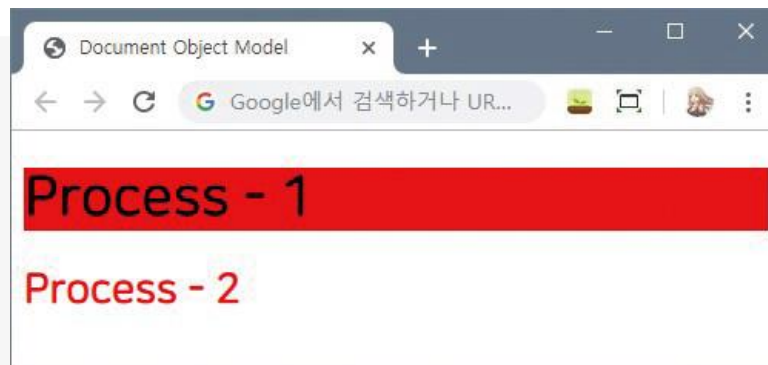 Document Object Model
G Google에서 검색하거나 UR...
Process - 1
Process - 2